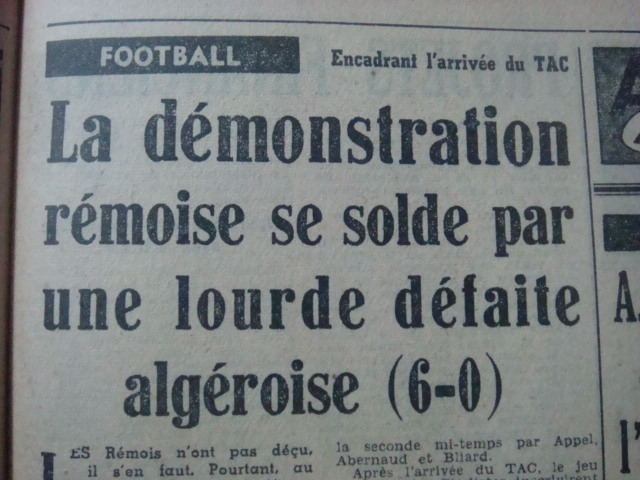 FOOTBALL
Encadrant l'arrivée du TAC
La démonstration
rémoise se solde par
une lourde défaite
algéroise (6-0)
LES Rémois n'ont pas déçu,
il s'en faut. Pourtant, au
la seconde mi-temps par Appel,
Abernaud et Bliard.
Après l'arrivée du TAC, le jeu
A.
l'